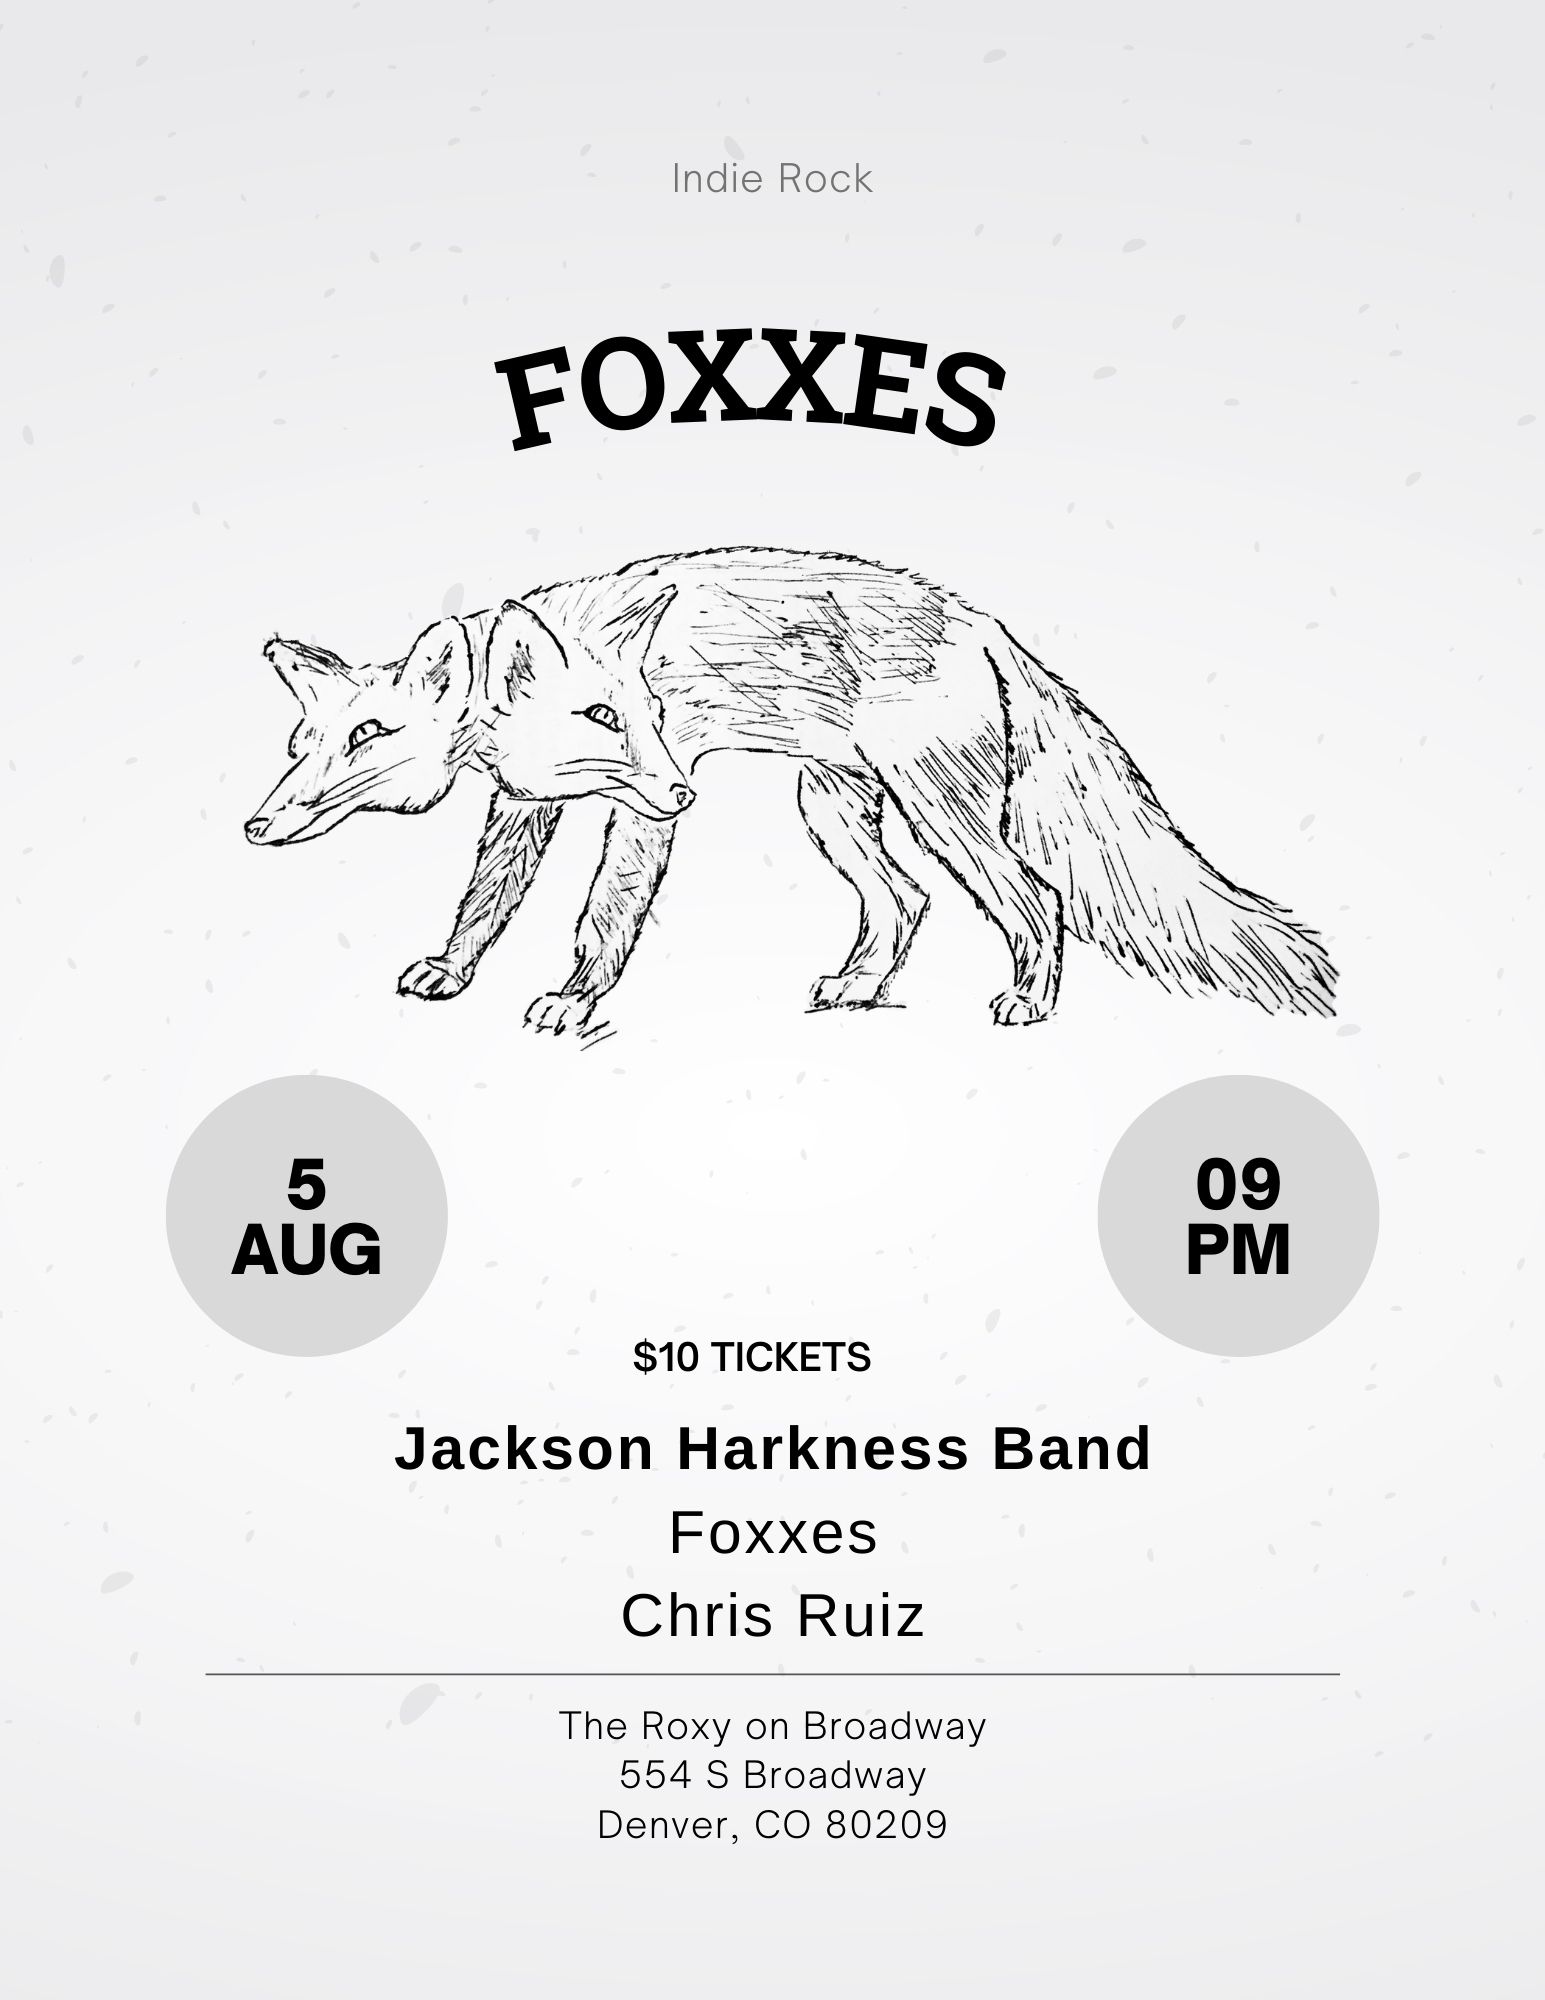 Indie Rock
FOXXES
5
AUG
09
PM
$10 TICKETS
Jackson Harkness Band
Foxxes
Chris Ruiz
The Roxy on Broadway
554 S Broadway
Denver, CO 80209